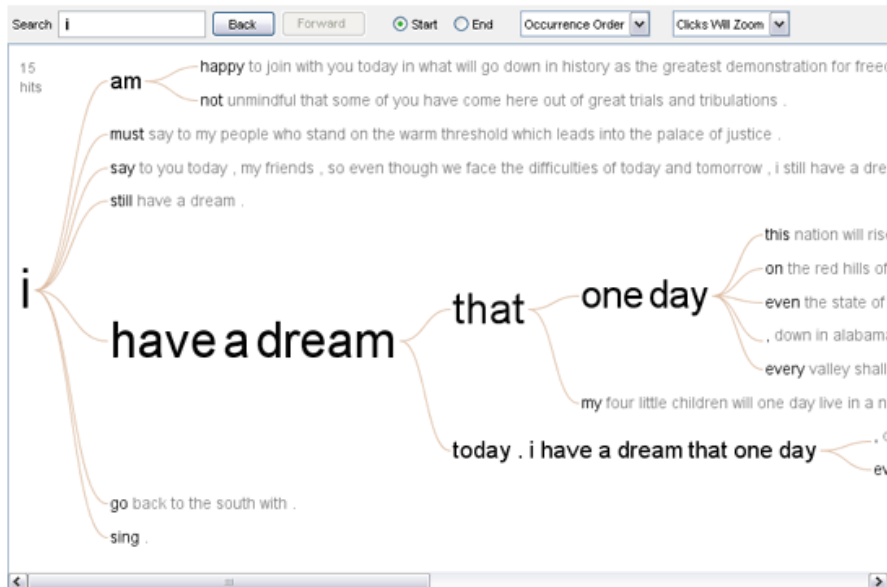 Search i Back Forward Start End Occurrence Order Clicks Will Zoom
15
hits
am
happy to join with you today in what will go down in history as the greatest demonstration for
not unmindful that some of you have come here out of great trials and tribulations .
must say to my people who stand on the warm threshold which leads into the palace of justice .
say to you today , my friends , so even though we face the difficulties of today and tomorrow , i still have a
still have a dream .
i
have a dream
that
one day
this nation will
on the red hills of
even the state of
, down in
every valley
my four little children will one day live in a
today . i have a dream that one day
,
go back to the south with .
sing .